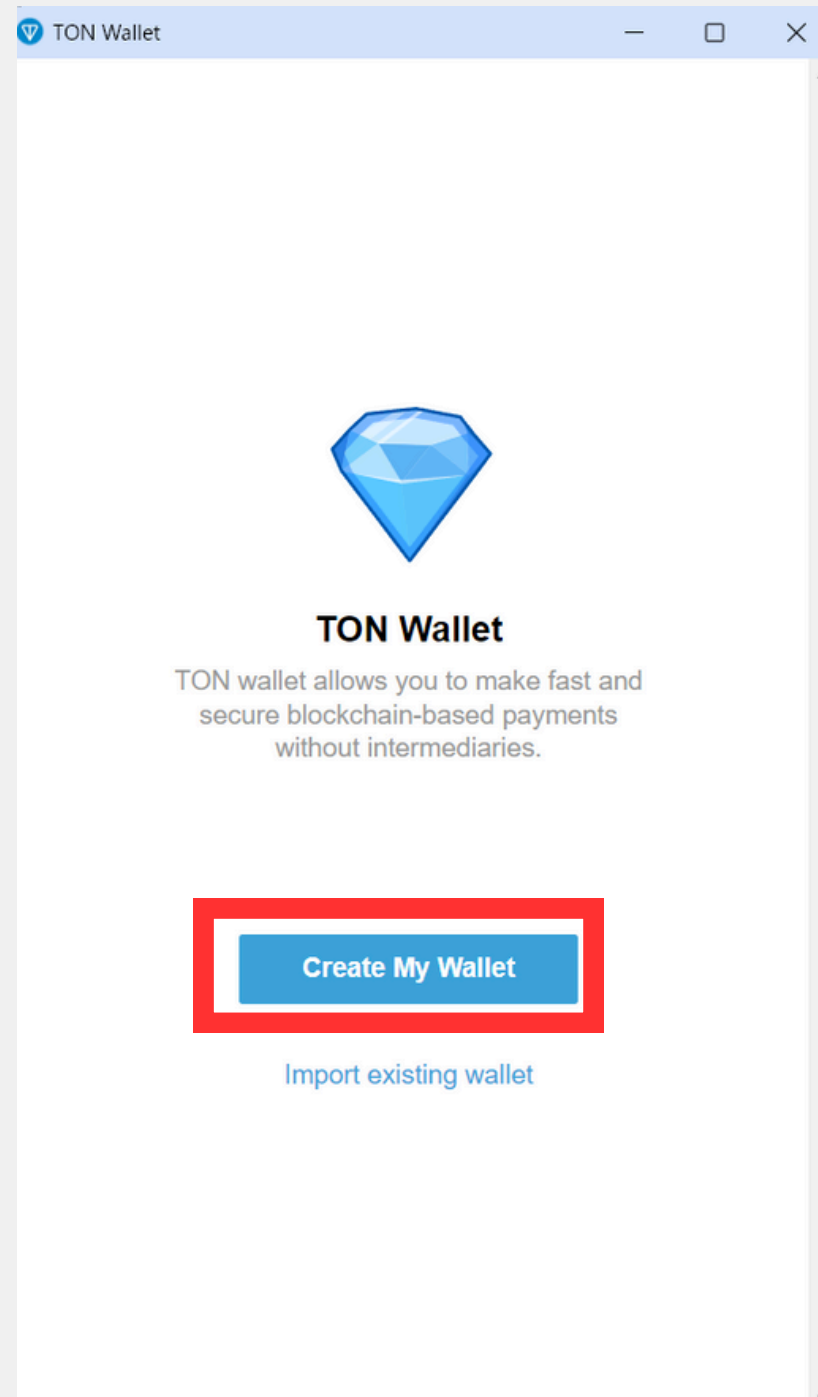 TON Wallet
TON Wallet
TON wallet allows you to make fast and
secure blockchain-based payments
without intermediaries.
Create My Wallet
Import existing wallet